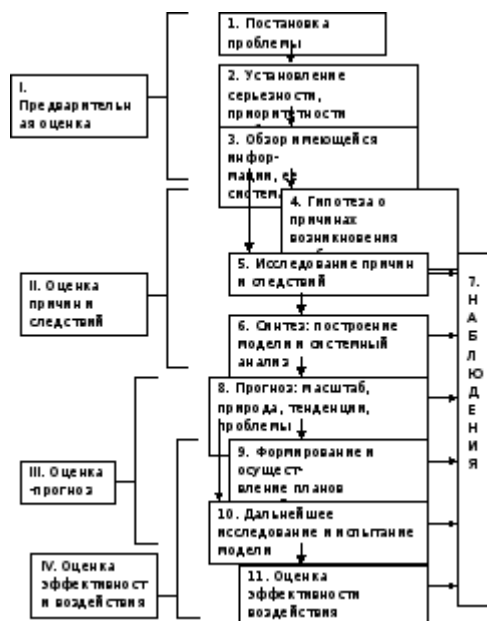 1. Постановка
проблемы
2. Установление
серьезности,
приоритетности
I.
Предварительн
ая оценка
3. Обзор имеющейся
инфор-
мации, ее
систем
4. Гипотеза о
причинах
возникновения
5. Исследование причин
и следствий
II. Оценка
причин и
следствий
6. Синтез: построение
модели и системный
анализ
7.
Н
А
Б
Л
Ю
Д
Е
Н
И
Я
8. Прогноз: масштаб,
природа, тенденции,
проблемы
9. Формирование и
осущест-
вление планов
III. Оценка
-прогноз
10. Дальнейшее
исследование и испытание
модели
IV. Оценка
эффективност
и воздействия
11. Оценка
эффективности
воздействия